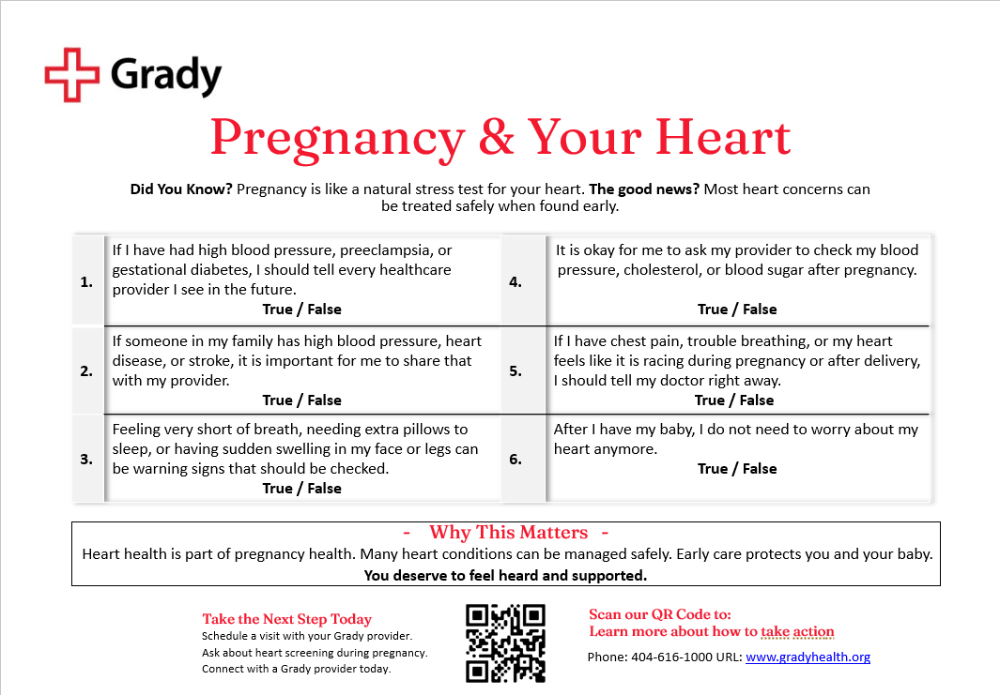 Grady
Pregnancy & Your Heart
Did You Know? Pregnancy is like a natural stress test for your heart. The good news? Most heart concerns can
be treated safely when found early.
1.
If I have had high blood pressure, preeclampsia, or
gestational diabetes, I should tell every healthcare
provider I see in the future.
True / False
2.
If someone in my family has high blood pressure, heart
disease, or stroke, it is important for me to share that
with my provider.
True / False
3.
Feeling very short of breath, needing extra pillows to
sleep, or having sudden swelling in my face or legs can
be warning signs that should be checked.
True / False
4.
It is okay for me to ask my provider to check my blood
pressure, cholesterol, or blood sugar after pregnancy.
True / False
5.
If I have chest pain, trouble breathing, or my heart
feels like it is racing during pregnancy or after delivery,
I should tell my doctor right away.
True / False
6.
After I have my baby, I do not need to worry about my
heart anymore.
True / False
- Why This Matters -
Heart health is part of pregnancy health. Many heart conditions can be managed safely. Early care protects you and your baby.
You deserve to feel heard and supported.
Take the Next Step Today
Schedule a visit with your Grady provider.
Ask about heart screening during pregnancy.
Connect with a Grady provider today.
Scan our QR Code to:
Learn more about how to take action
Phone: 404-616-1000 URL: www.gradyhealth.org